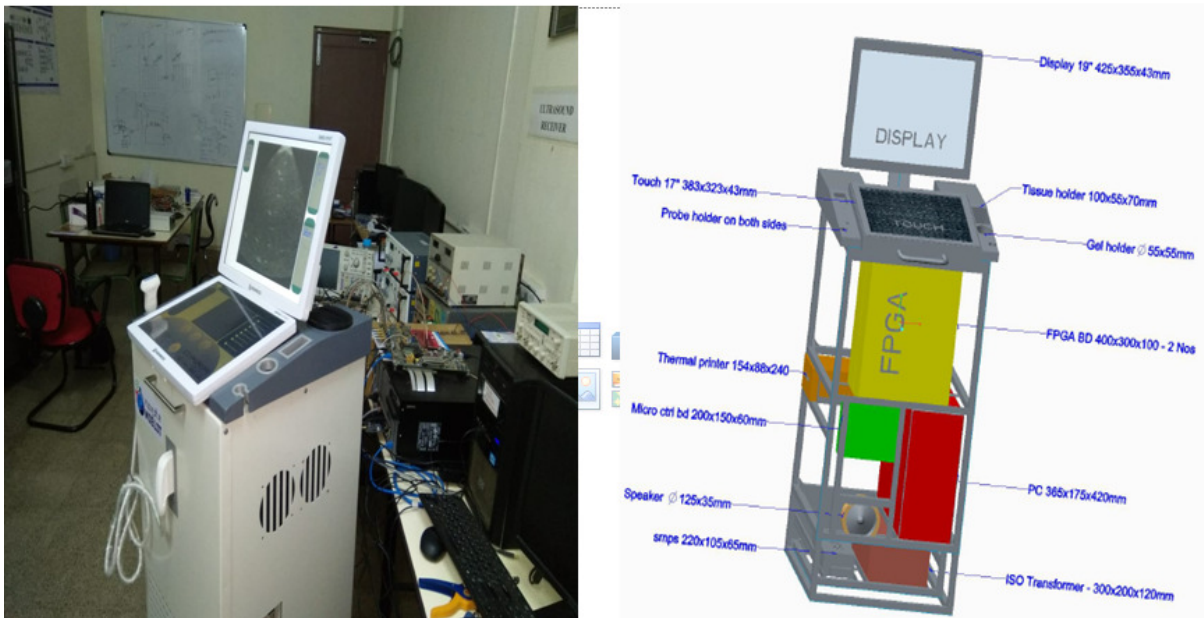 ULTRASOUND
RECEIVER
Display 19" 425x355x43mm
DISPLAY
Touch 17" 383x323x43mm
Tissue holder 100x55x70mm
Probe holder on both sides
TOUCH
Gel holder ∅ 55x55mm
FPGA
FPGA BD 400x300x100 - 2 Nos
Thermal printer 154x88x240
Micro ctrl bd 200x150x60mm
PC 365x175x420mm
Speaker ∅ 125x35mm
smps 220x105x65mm
ISO Transformer - 300x200x120mm